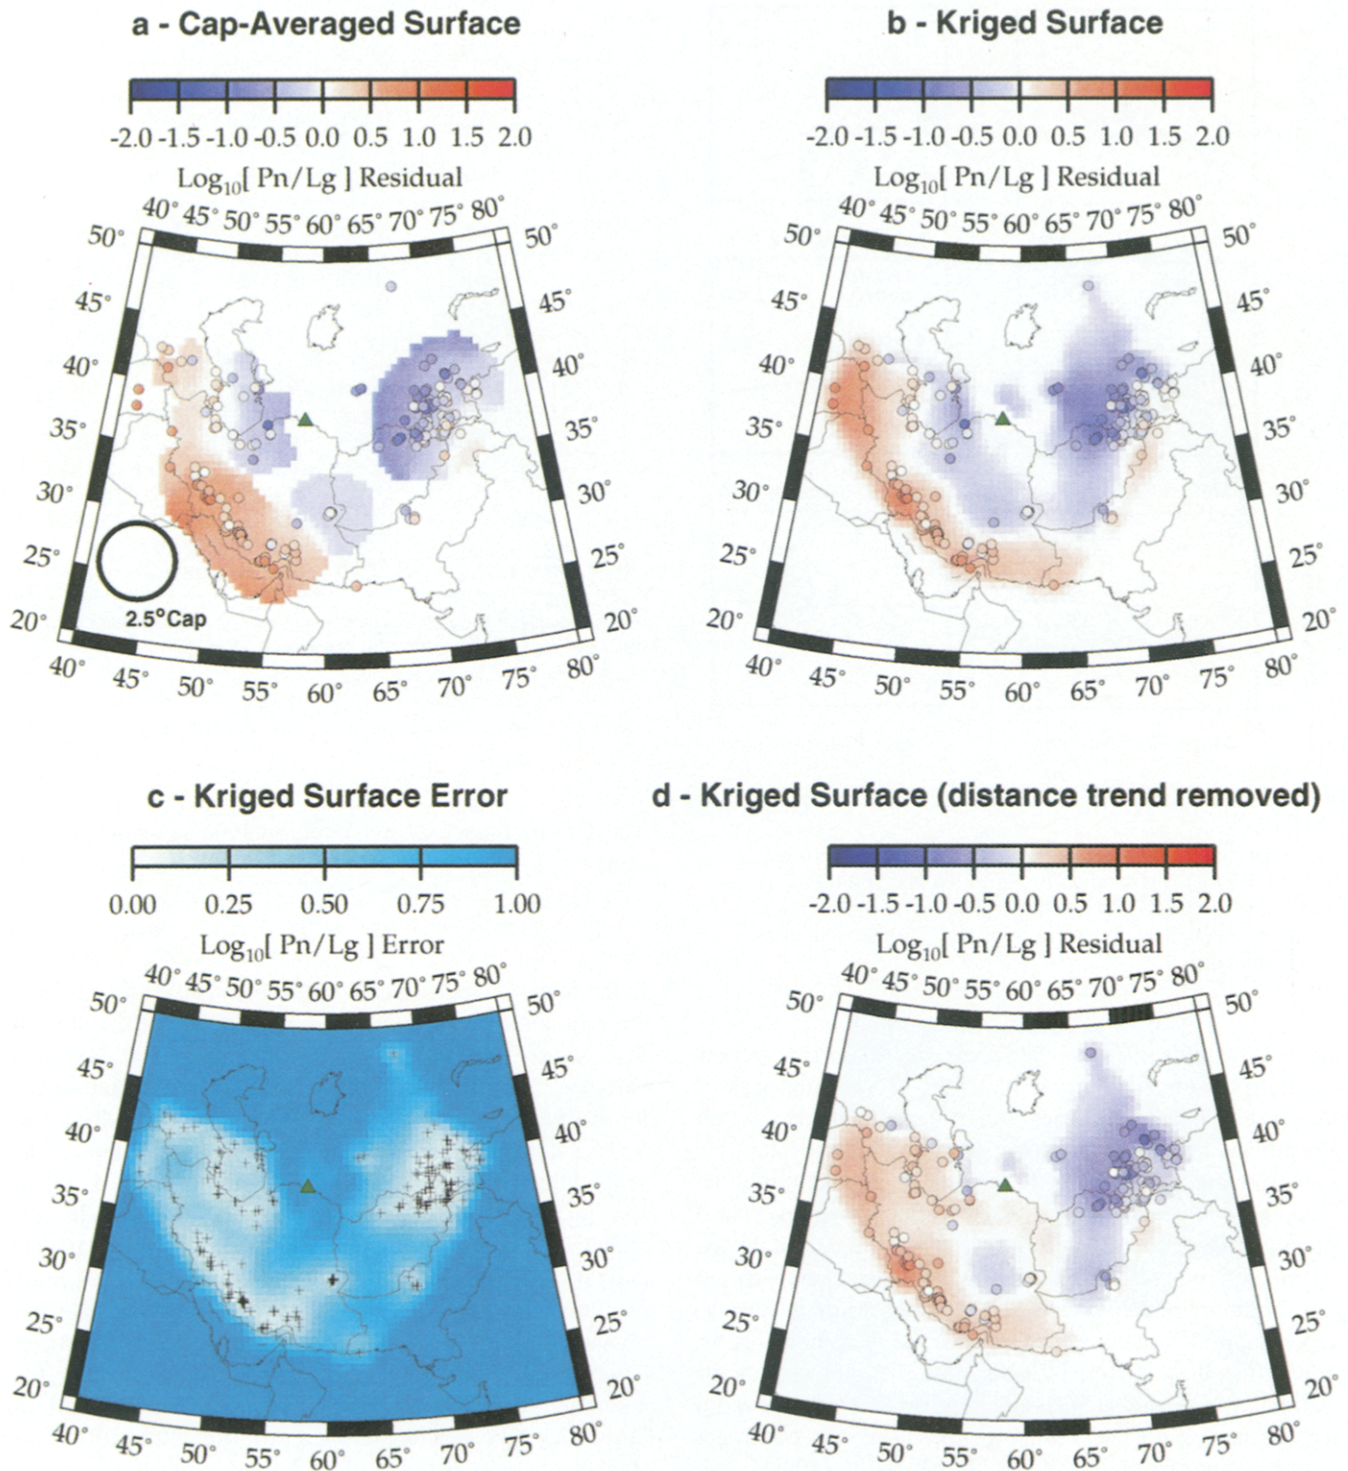 a - Cap-Averaged Surface
-2.0 -1.5 -1.0 -0.5 0.0 0.5 1.0 1.5 2.0
Log10[ Pn/Lg ] Residual
40° 45° 50° 55° 60° 65° 70° 75° 80°
50° 50°
45° 45°
40° 40°
35° 35°
30° 30°
25° 25°
2.5° Cap
20° 20°
40° 45° 50° 55° 60° 65° 70° 75° 80°
b - Kriged Surface
-2.0 -1.5 -1.0 -0.5 0.0 0.5 1.0 1.5 2.0
Log10[ Pn/Lg ] Residual
40° 45° 50° 55° 60° 65° 70° 75° 80°
50° 50°
45° 45°
40° 40°
35° 35°
30° 30°
25° 25°
20° 20°
40° 45° 50° 55° 60° 65° 70° 75° 80°
c - Kriged Surface Error
0.00 0.25 0.50 0.75 1.00
Log10[ Pn/Lg ] Error
40° 45° 50° 55° 60° 65° 70° 75° 80°
50° 50°
45° 45°
40° 40°
35° 35°
30° 30°
25° 25°
20° 20°
40° 45° 50° 55° 60° 65° 70° 75° 80°
d - Kriged Surface (distance trend removed)
-2.0 -1.5 -1.0 -0.5 0.0 0.5 1.0 1.5 2.0
Log10[ Pn/Lg ] Residual
40° 45° 50° 55° 60° 65° 70° 75° 80°
50° 50°
45° 45°
40° 40°
35° 35°
30° 30°
25° 25°
20° 20°
40° 45° 50° 55° 60° 65° 70° 75° 80°